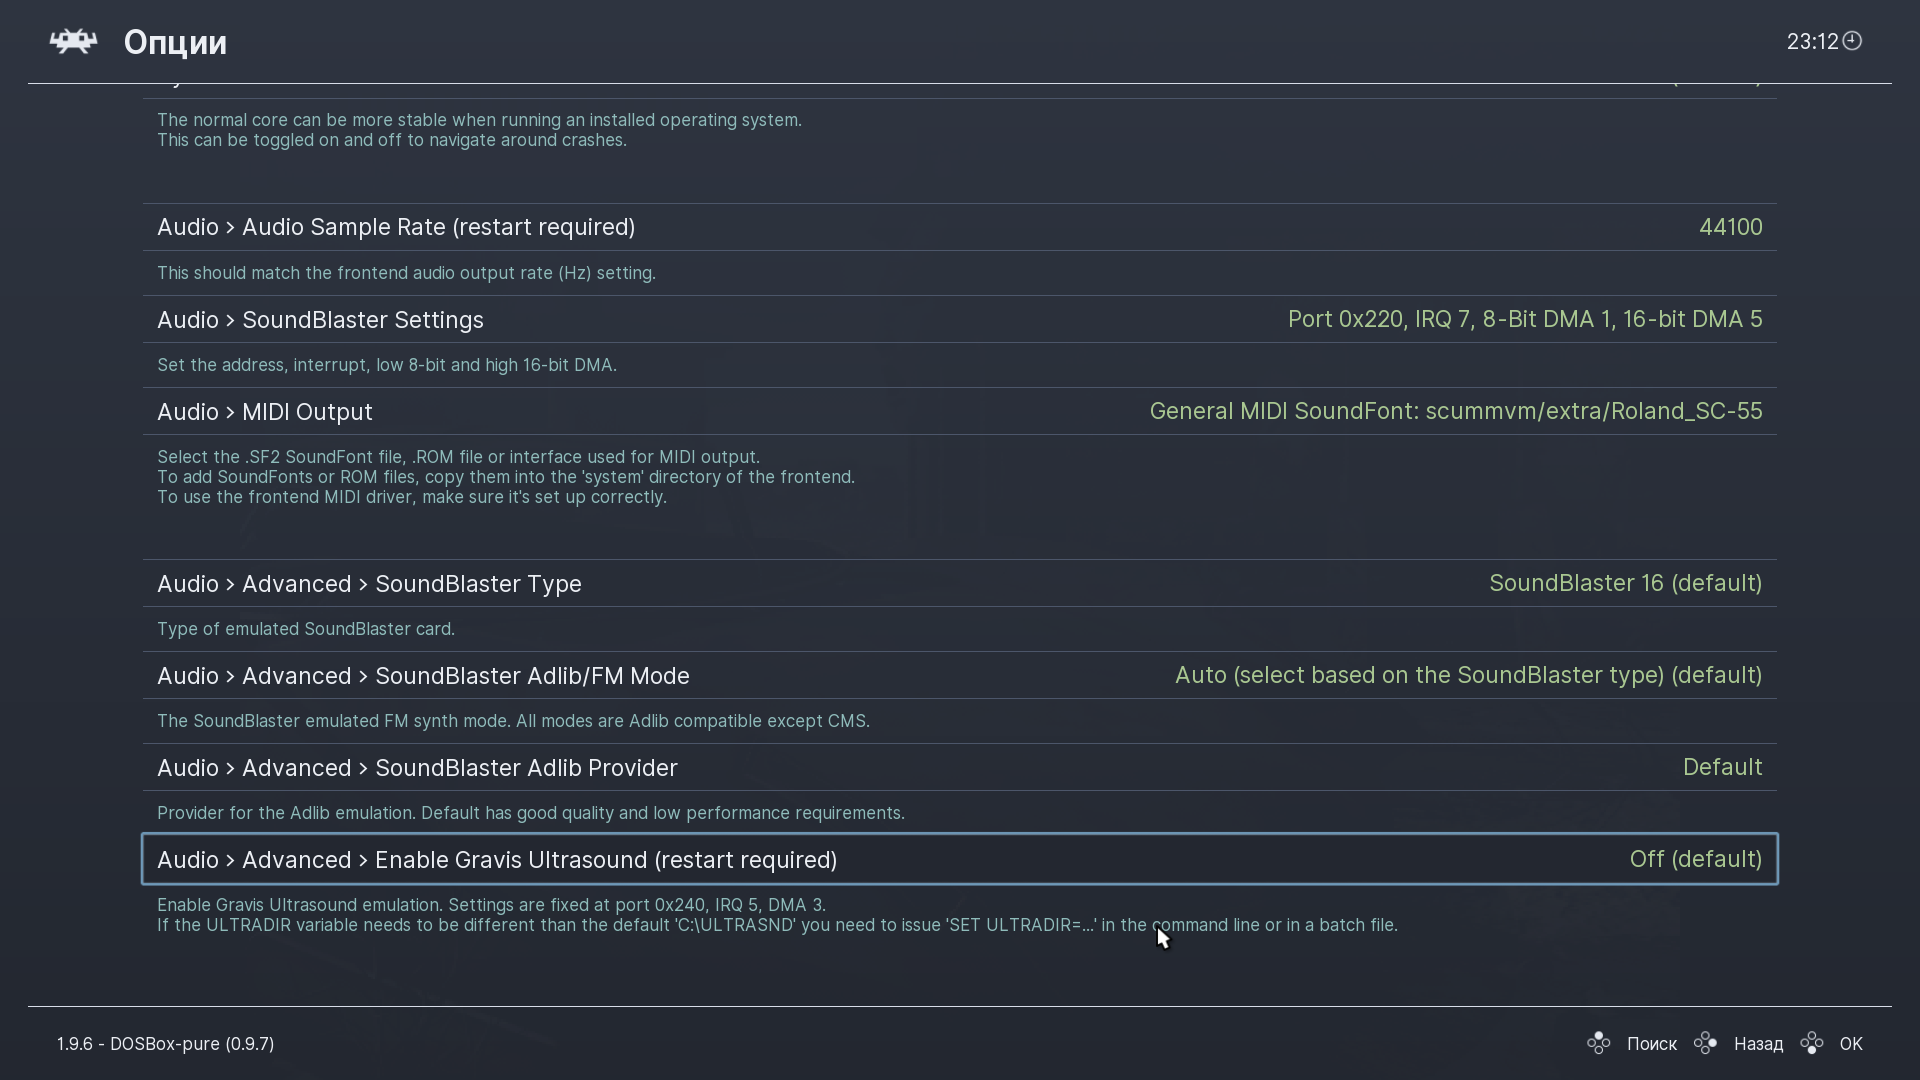 Опции
23:12
The normal core can be more stable when running an installed operating system.
This can be toggled on and off to navigate around crashes.
Audio > Audio Sample Rate (restart required)
44100
This should match the frontend audio output rate (Hz) setting.
Audio > SoundBlaster Settings
Port 0x220, IRQ 7, 8-Bit DMA 1, 16-bit DMA 5
Set the address, interrupt, low 8-bit and high 16-bit DMA.
Audio > MIDI Output
General MIDI SoundFont: scummvm/extra/Roland_SC-55
Select the .SF2 SoundFont file, .ROM file or interface used for MIDI output.
To add SoundFonts or ROM files, copy them into the 'system' directory of the frontend.
To use the frontend MIDI driver, make sure it's set up correctly.
Audio > Advanced > SoundBlaster Type
SoundBlaster 16 (default)
Type of emulated SoundBlaster card.
Audio > Advanced > SoundBlaster Adlib/FM Mode
Auto (select based on the SoundBlaster type) (default)
The SoundBlaster emulated FM synth mode. All modes are Adlib compatible except CMS.
Audio > Advanced > SoundBlaster Adlib Provider
Default
Provider for the Adlib emulation. Default has good quality and low performance requirements.
Audio > Advanced > Enable Gravis Ultrasound (restart required)
Off (default)
Enable Gravis Ultrasound emulation. Settings are fixed at port 0x240, IRQ 5, DMA 3.
If the ULTRADIR variable needs to be different than the default 'C:\ULTRASND' you need to issue 'SET ULTRADIR=...' in the command line or in a batch file.
1.9.6 - DOSBox-pure (0.9.7)
Поиск
Назад
OK